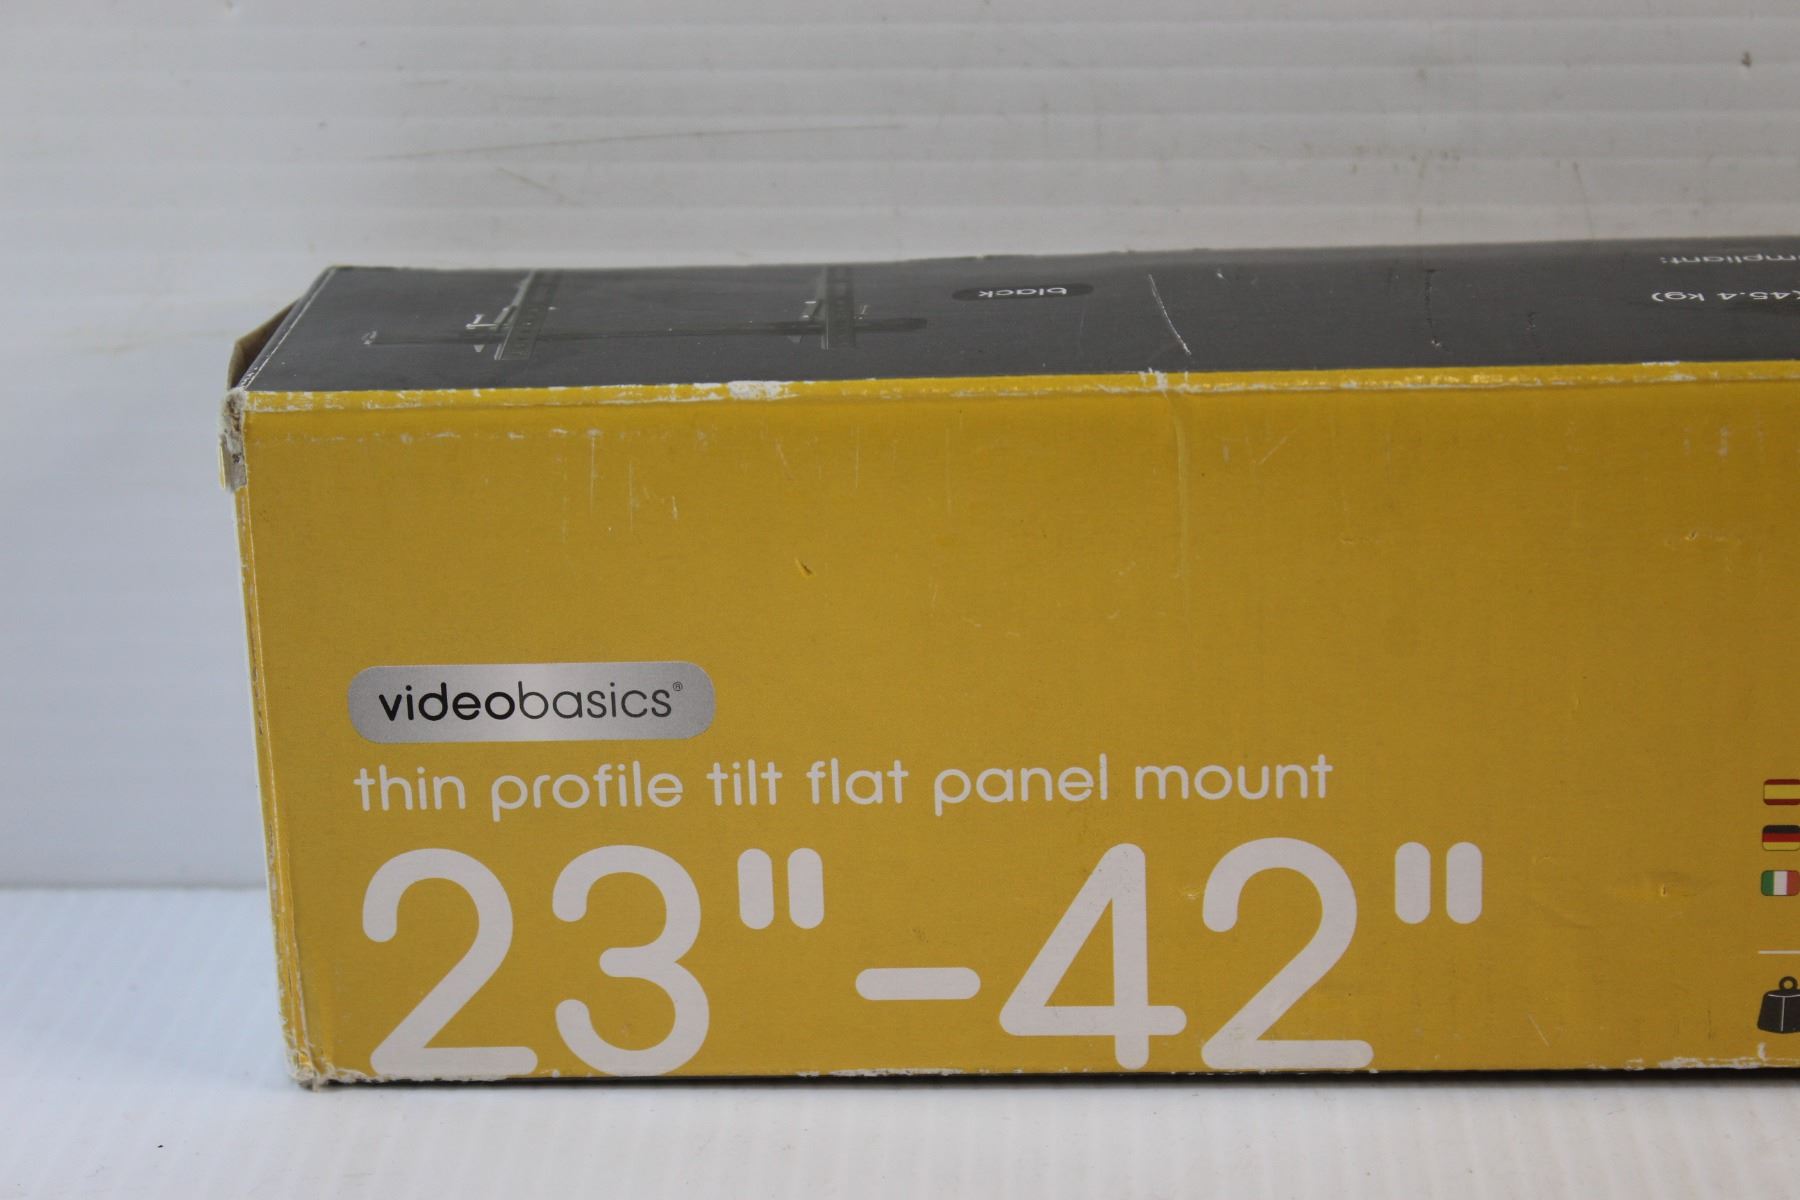 black
45.4 kg)
videobasics®
thin profile tilt flat panel mount
23"-42"